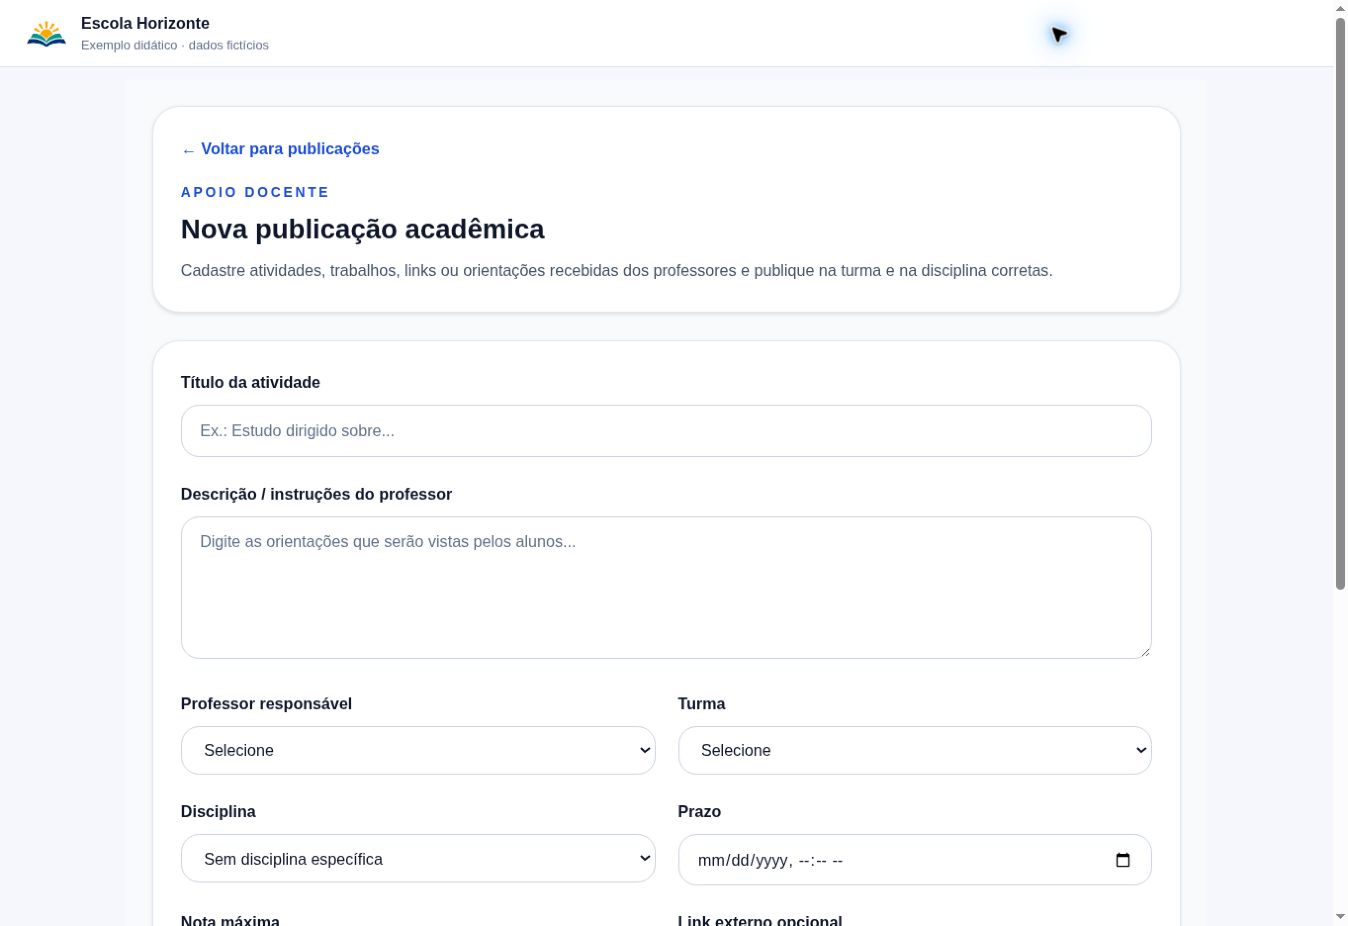 Escola Horizonte
Exemplo didático · dados fictícios
← Voltar para publicações
APOIO DOCENTE
Nova publicação acadêmica
Cadastre atividades, trabalhos, links ou orientações recebidas dos professores e publique na turma e na disciplina corretas.
Título da atividade
Ex.: Estudo dirigido sobre...
Descrição / instruções do professor
Digite as orientações que serão vistas pelos alunos...
Professor responsável
Turma
Selecione
Selecione
Disciplina
Prazo
Sem disciplina específica
mm/dd/yyyy, --:-- --
Nota máxima
Link externo opcional